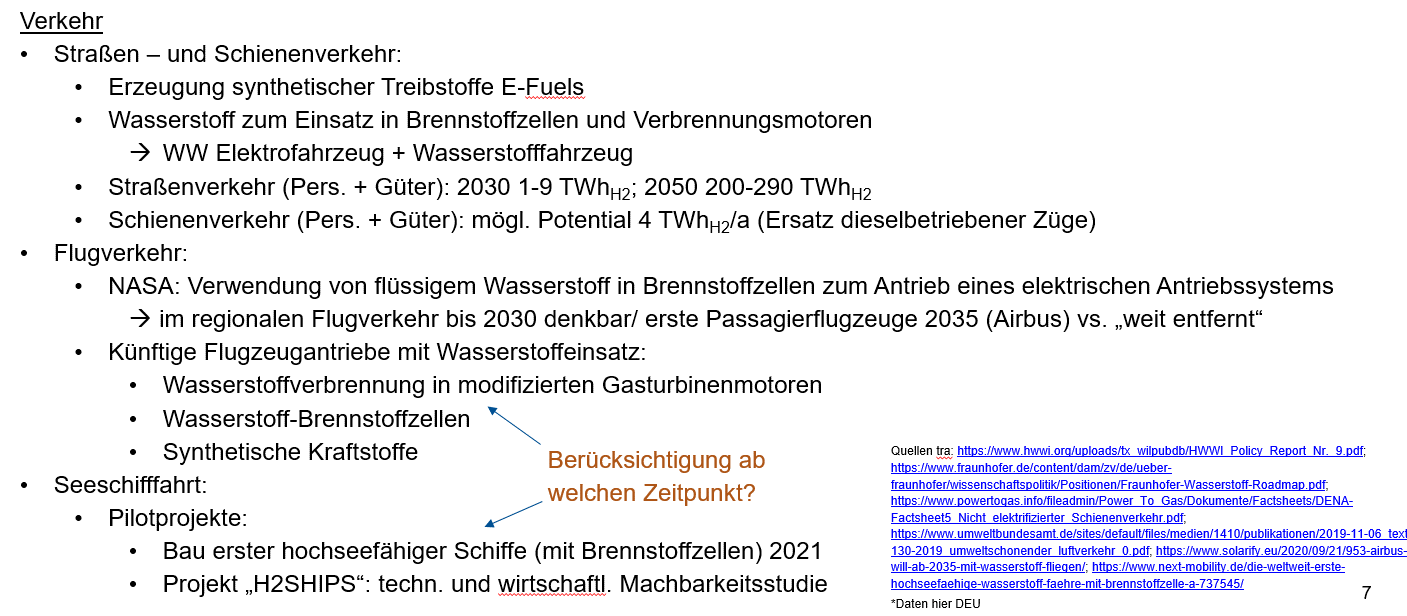 Verkehr
• Straßen – und Schienenverkehr:
• Erzeugung synthetischer Treibstoffe E-Fuels
• Wasserstoff zum Einsatz in Brennstoffzellen und Verbrennungsmotoren
→ WW Elektrofahrzeug + Wasserstofffahrzeug
• Straßenverkehr (Pers. + Güter): 2030 1-9 TWhH2; 2050 200-290 TWhH2
• Schienenverkehr (Pers. + Güter): mögl. Potential 4 TWhH2/a (Ersatz dieselbetriebener Züge)
• Flugverkehr:
• NASA: Verwendung von flüssigem Wasserstoff in Brennstoffzellen zum Antrieb eines elektrischen Antriebssystems
→ im regionalen Flugverkehr bis 2030 denkbar/ erste Passagierflugzeuge 2035 (Airbus) vs. „weit entfernt“
• Künftige Flugzeugantriebe mit Wasserstoffeinsatz:
• Wasserstoffverbrennung in modifizierten Gasturbinenmotoren
• Wasserstoff-Brennstoffzellen
• Synthetische Kraftstoffe
• Seeschifffahrt:
• Pilotprojekte:
• Bau erster hochseefähiger Schiffe (mit Brennstoffzellen) 2021
• Projekt „H2SHIPS“: techn. und wirtschaftl. Machbarkeitsstudie
Berücksichtigung ab
welchen Zeitpunkt?
Quellen tra: https://www.hwwi.org/uploads/tx_wilpubdb/HWWI_Policy_Report_Nr._9.pdf;
https://www.fraunhofer.de/content/dam/zv/de/ueber-
fraunhofer/wissenschaftspolitik/Positionen/Fraunhofer-Wasserstoff-Roadmap.pdf;
https://www.powertogas.info/fileadmin/Power_To_Gas/Dokumente/Factsheets/DENA-
Factsheet5_Nicht_elektrifizierter_Schienenverkehr.pdf;
https://www.umweltbundesamt.de/sites/default/files/medien/1410/publikationen/2019-11-06_text
130-2019_umweltschonender_luftverkehr_0.pdf; https://www.solarify.eu/2020/09/21/953-airbus-
will-ab-2035-mit-wasserstoff-fliegen/; https://www.next-mobility.de/die-weltweit-erste-
hochseefaehige-wasserstoff-faehre-mit-brennstoffzelle-a-737545/
*Daten hier DEU
7